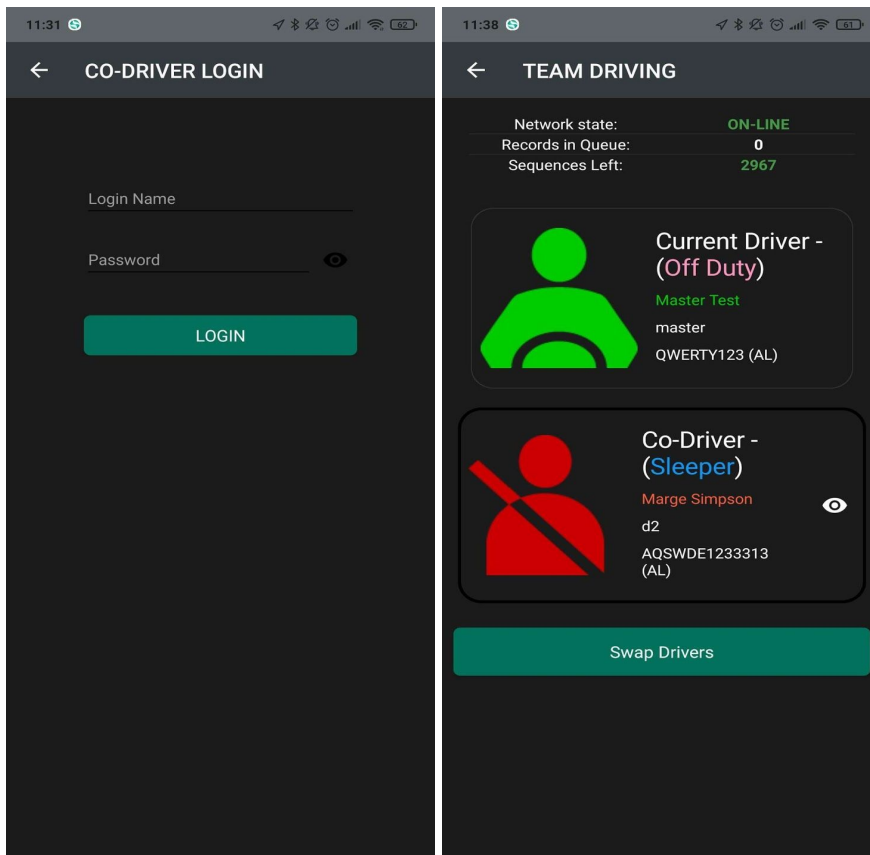 11:31
62
CO-DRIVER LOGIN
Login Name
Password
LOGIN
11:38
61
TEAM DRIVING
Network state: ON-LINE
Records in Queue: 0
Sequences Left: 2967
Current Driver -
(Off Duty)
Master Test
master
QWERTY123 (AL)
Co-Driver -
(Sleeper)
Marge Simpson
d2
AQSWDE1233313
(AL)
Swap Drivers